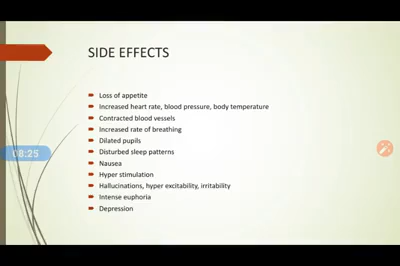 SIDE EFFECTS
Loss of appetite
Increased heart rate, blood pressure, body temperature
Contracted blood vessels
Increased rate of breathing
Dilated pupils
Disturbed sleep patterns
08:25
Nausea
Hyper stimulation
Hallucinations, hyper excitability, irritability
Intense euphoria
Depression